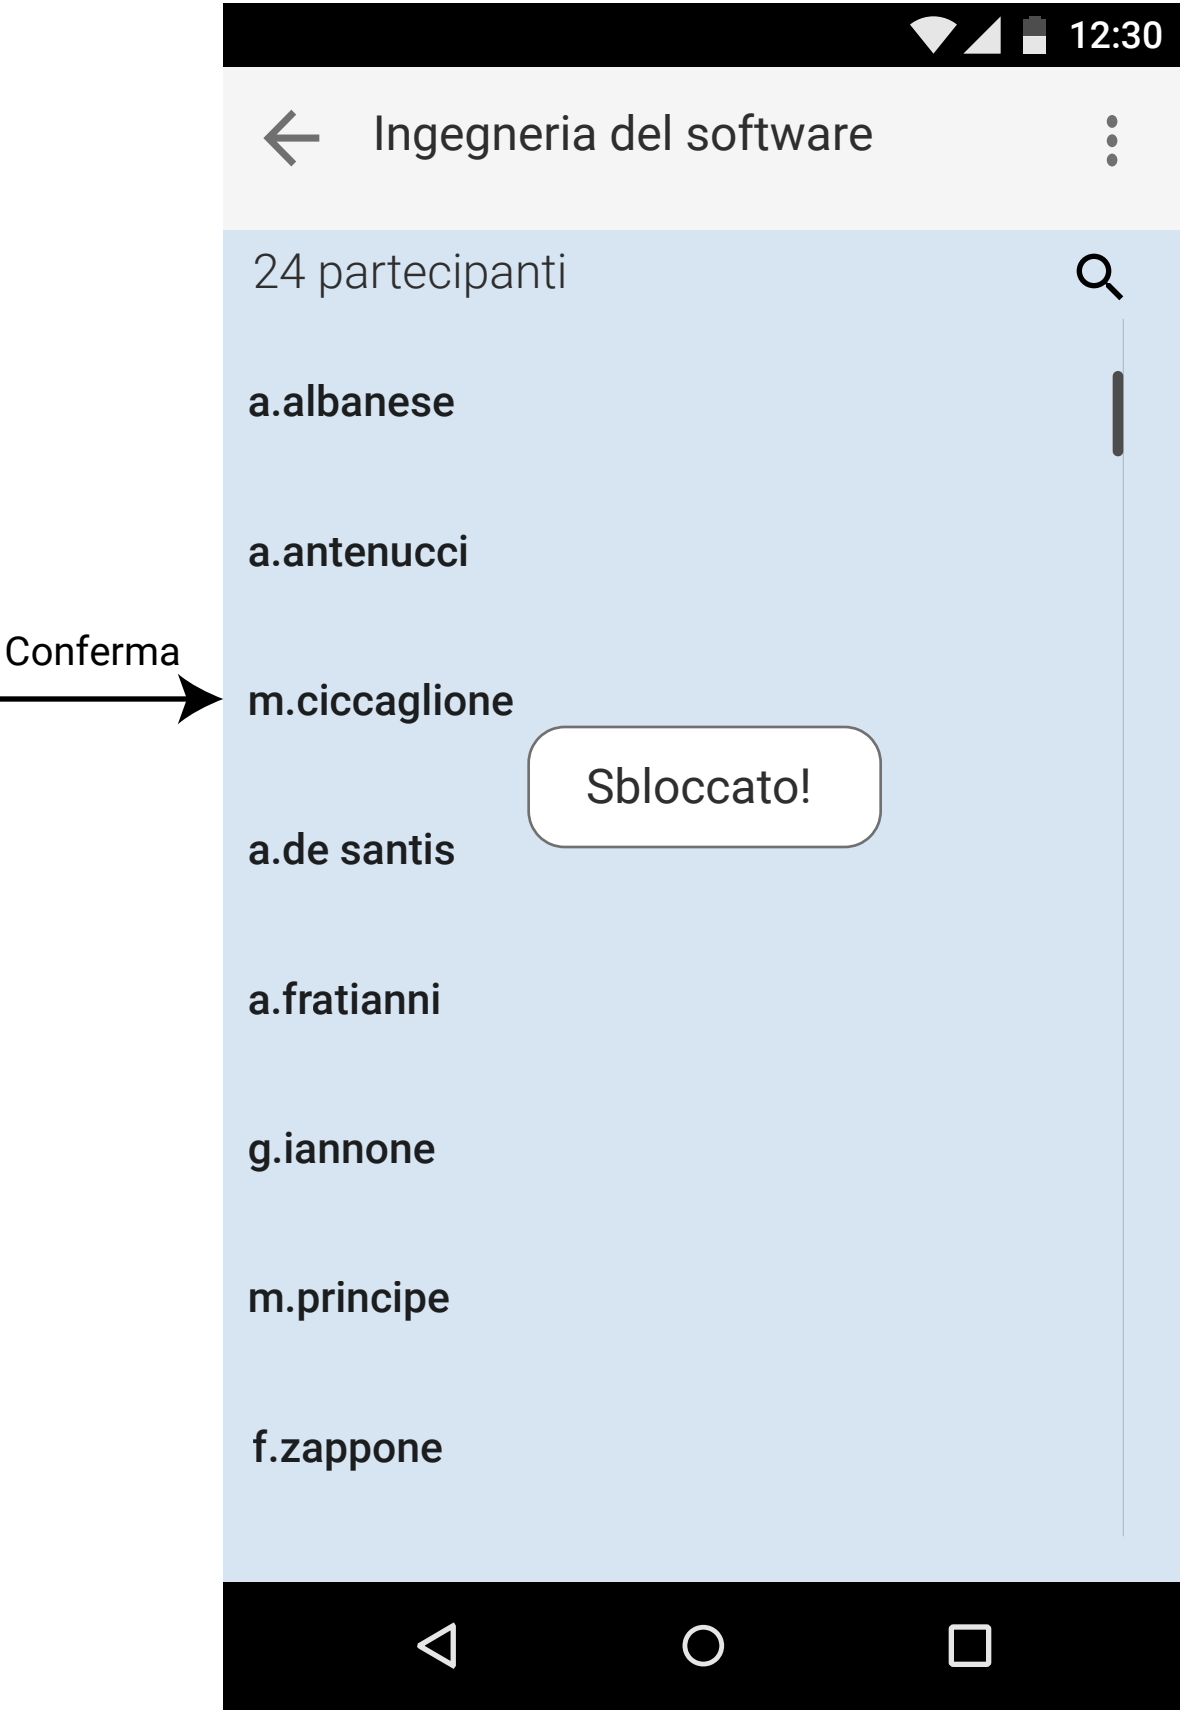 12:30
Ingegneria del software
24 partecipanti
a.albanese
a.antenucci
Conferma
m.ciccaglione
Sbloccato!
a.de santis
a.fratianni
g.iannone
m.principe
f.zappone